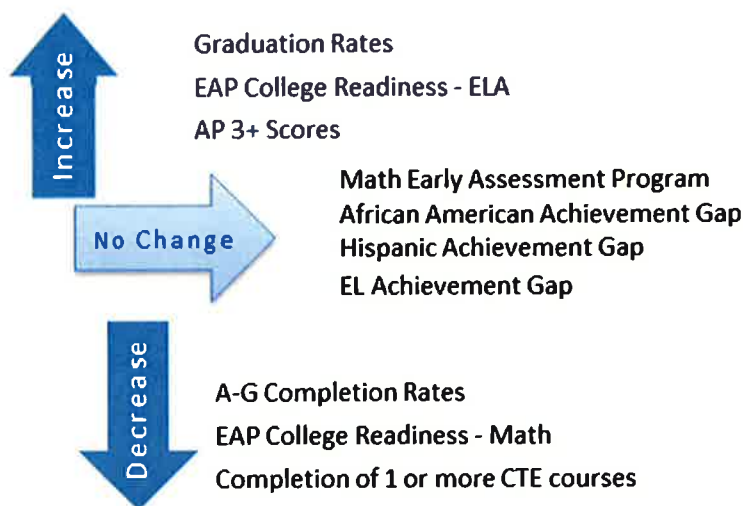 Increase
Graduation Rates
EAP College Readiness - ELA
AP 3+ Scores
No Change
Math Early Assessment Program
African American Achievement Gap
Hispanic Achievement Gap
EL Achievement Gap
Decrease
A-G Completion Rates
EAP College Readiness - Math
Completion of 1 or more CTE courses